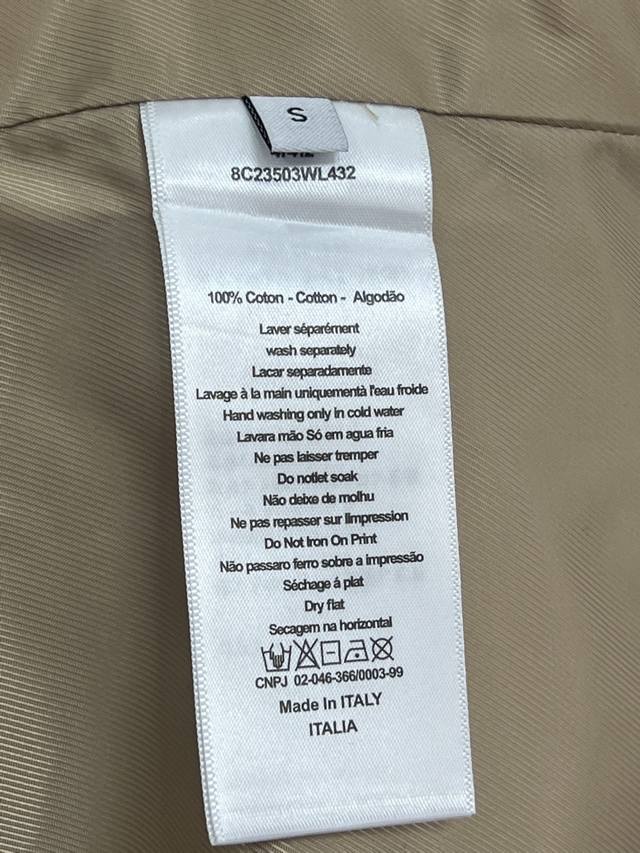 S
8C23503WL432
100% Coton - Cotton - Algodão
Laver séparément
wash separately
Lacar separadamente
Lavage à la main uniquementà l'eau froide
Hand washing only in cold water
Lavara mão Só em agua fria
Ne pas laisser tremper
Do notlet soak
Não deixe de molhu
Ne pas repasser sur llmpression
Do Not Iron On Print
Não passaro ferro sobre a impressão
Séchage á plat
Dry flat
Secagem na horizontal
CNPJ 02-046-366/0003-99
Made In ITALY
ITALIA